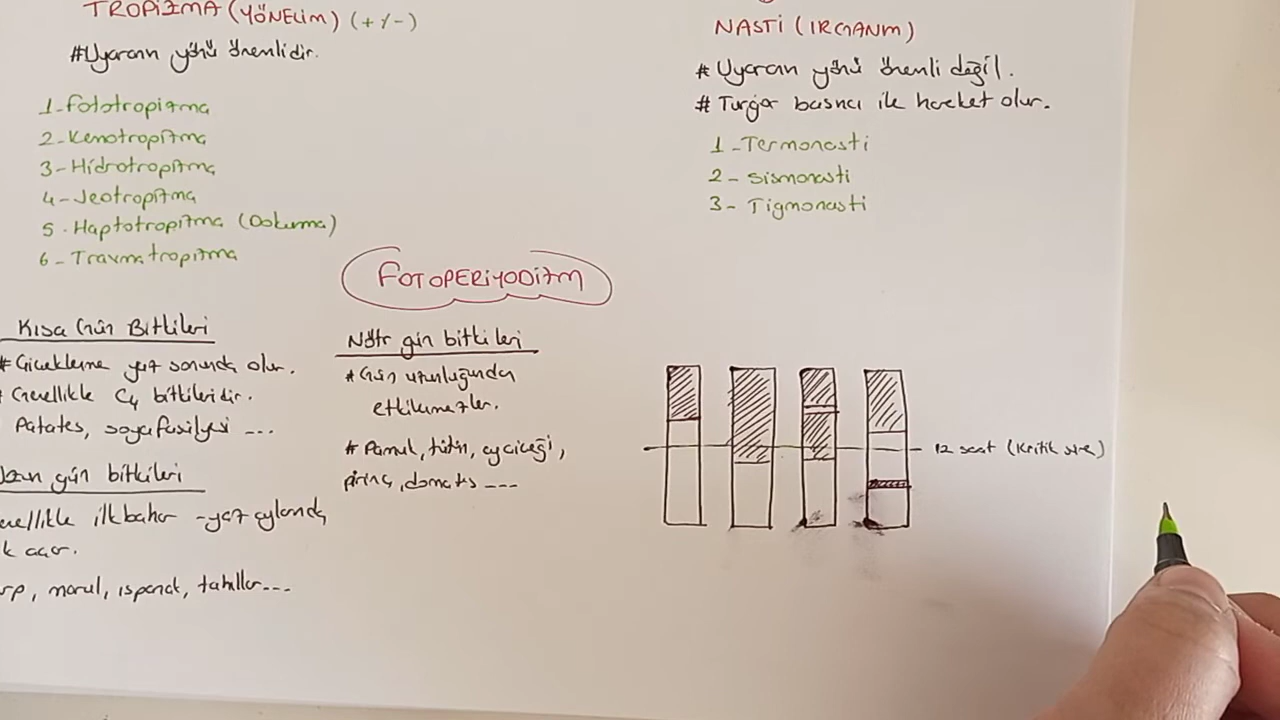 TROPİZMA (YÖNELİM) (+/-)
#Uyaranın yönü önemlidir.
1-Fototropizma
2-Kemotropizma
3-Hidrotropizma
4-Jeotropizma
5-Haptotropizma (Dokunma)
6-Travmatropizma
NASTİ (IRGANIM)
# Uyaran yönü önemli değil.
# Turgor basıncı ile hareket olur.
1-Termonasti
2-Sismonasti
3-Tigmonasti
FOTOPERİYODİZM
Kısa Gün Bitkileri
#Çiçeklenme yaz sonunda olur.
Genellikle C4 bitkileridir.
Patates, soya fasulyesi ...
Uzun gün bitkileri
Genellikle ilkbahar - yaz aylarında
açar.
marul, ıspanak, tahıllar...
Nötr gün bitkileri
#Gün uzunluğundan
etkilenmezler.
# Pamuk, tütün, ayçiçeği,
pirinç, domates ---
12 saat (Kritik süre)